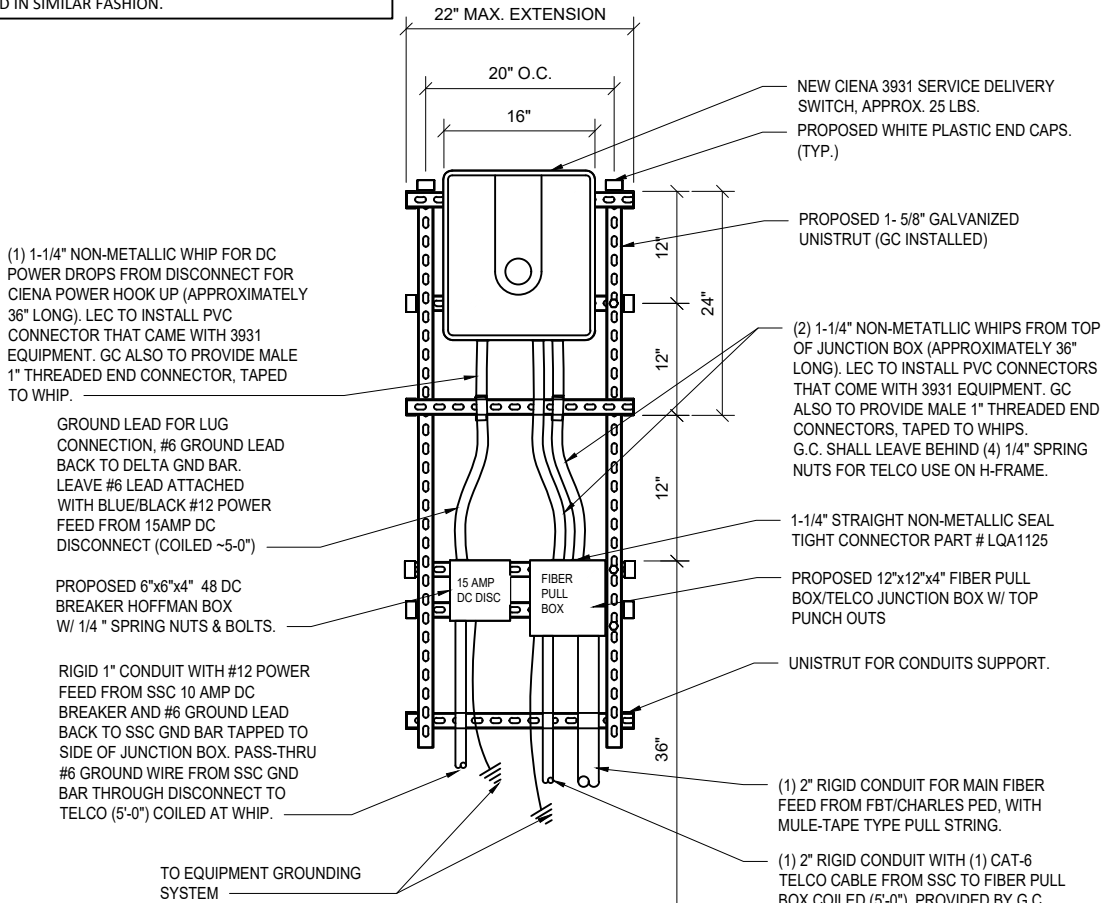 D IN SIMILAR FASHION.
22" MAX. EXTENSION
20" O.C.
16"
NEW CIENA 3931 SERVICE DELIVERY
SWITCH, APPROX. 25 LBS.
PROPOSED WHITE PLASTIC END CAPS.
(TYP.)
PROPOSED 1- 5/8" GALVANIZED
UNISTRUT (GC INSTALLED)
12"
24"
12"
12"
36"
(1) 1-1/4" NON-METALLIC WHIP FOR DC
POWER DROPS FROM DISCONNECT FOR
CIENA POWER HOOK UP (APPROXIMATELY
36" LONG). LEC TO INSTALL PVC
CONNECTOR THAT CAME WITH 3931
EQUIPMENT. GC ALSO TO PROVIDE MALE
1" THREADED END CONNECTOR, TAPED
TO WHIP.
(2) 1-1/4" NON-METATLLIC WHIPS FROM TOP
OF JUNCTION BOX (APPROXIMATELY 36"
LONG). LEC TO INSTALL PVC CONNECTORS
THAT COME WITH 3931 EQUIPMENT. GC
ALSO TO PROVIDE MALE 1" THREADED END
CONNECTORS, TAPED TO WHIPS.
G.C. SHALL LEAVE BEHIND (4) 1/4" SPRING
NUTS FOR TELCO USE ON H-FRAME.
GROUND LEAD FOR LUG
CONNECTION, #6 GROUND LEAD
BACK TO DELTA GND BAR.
LEAVE #6 LEAD ATTACHED
WITH BLUE/BLACK #12 POWER
FEED FROM 15AMP DC
DISCONNECT (COILED ~5-0")
1-1/4" STRAIGHT NON-METALLIC SEAL
TIGHT CONNECTOR PART # LQA1125
15 AMP
DC DISC
FIBER
PULL
BOX
PROPOSED 6"x6"x4"  48 DC
BREAKER HOFFMAN BOX
W/ 1/4 " SPRING NUTS & BOLTS.
PROPOSED 12"x12"x4" FIBER PULL
BOX/TELCO JUNCTION BOX W/ TOP
PUNCH OUTS
UNISTRUT FOR CONDUITS SUPPORT.
RIGID 1" CONDUIT WITH #12 POWER
FEED FROM SSC 10 AMP DC
BREAKER AND #6 GROUND LEAD
BACK TO SSC GND BAR TAPPED TO
SIDE OF JUNCTION BOX. PASS-THRU
#6 GROUND WIRE FROM SSC GND
BAR THROUGH DISCONNECT TO
TELCO (5'-0") COILED AT WHIP.
(1) 2" RIGID CONDUIT FOR MAIN FIBER
FEED FROM FBT/CHARLES PED, WITH
MULE-TAPE TYPE PULL STRING.
TO EQUIPMENT GROUNDING
SYSTEM
(1) 2" RIGID CONDUIT WITH (1) CAT-6
TELCO CABLE FROM SSC TO FIBER PULL
BOX COILED (5'-0"), PROVIDED BY G.C.